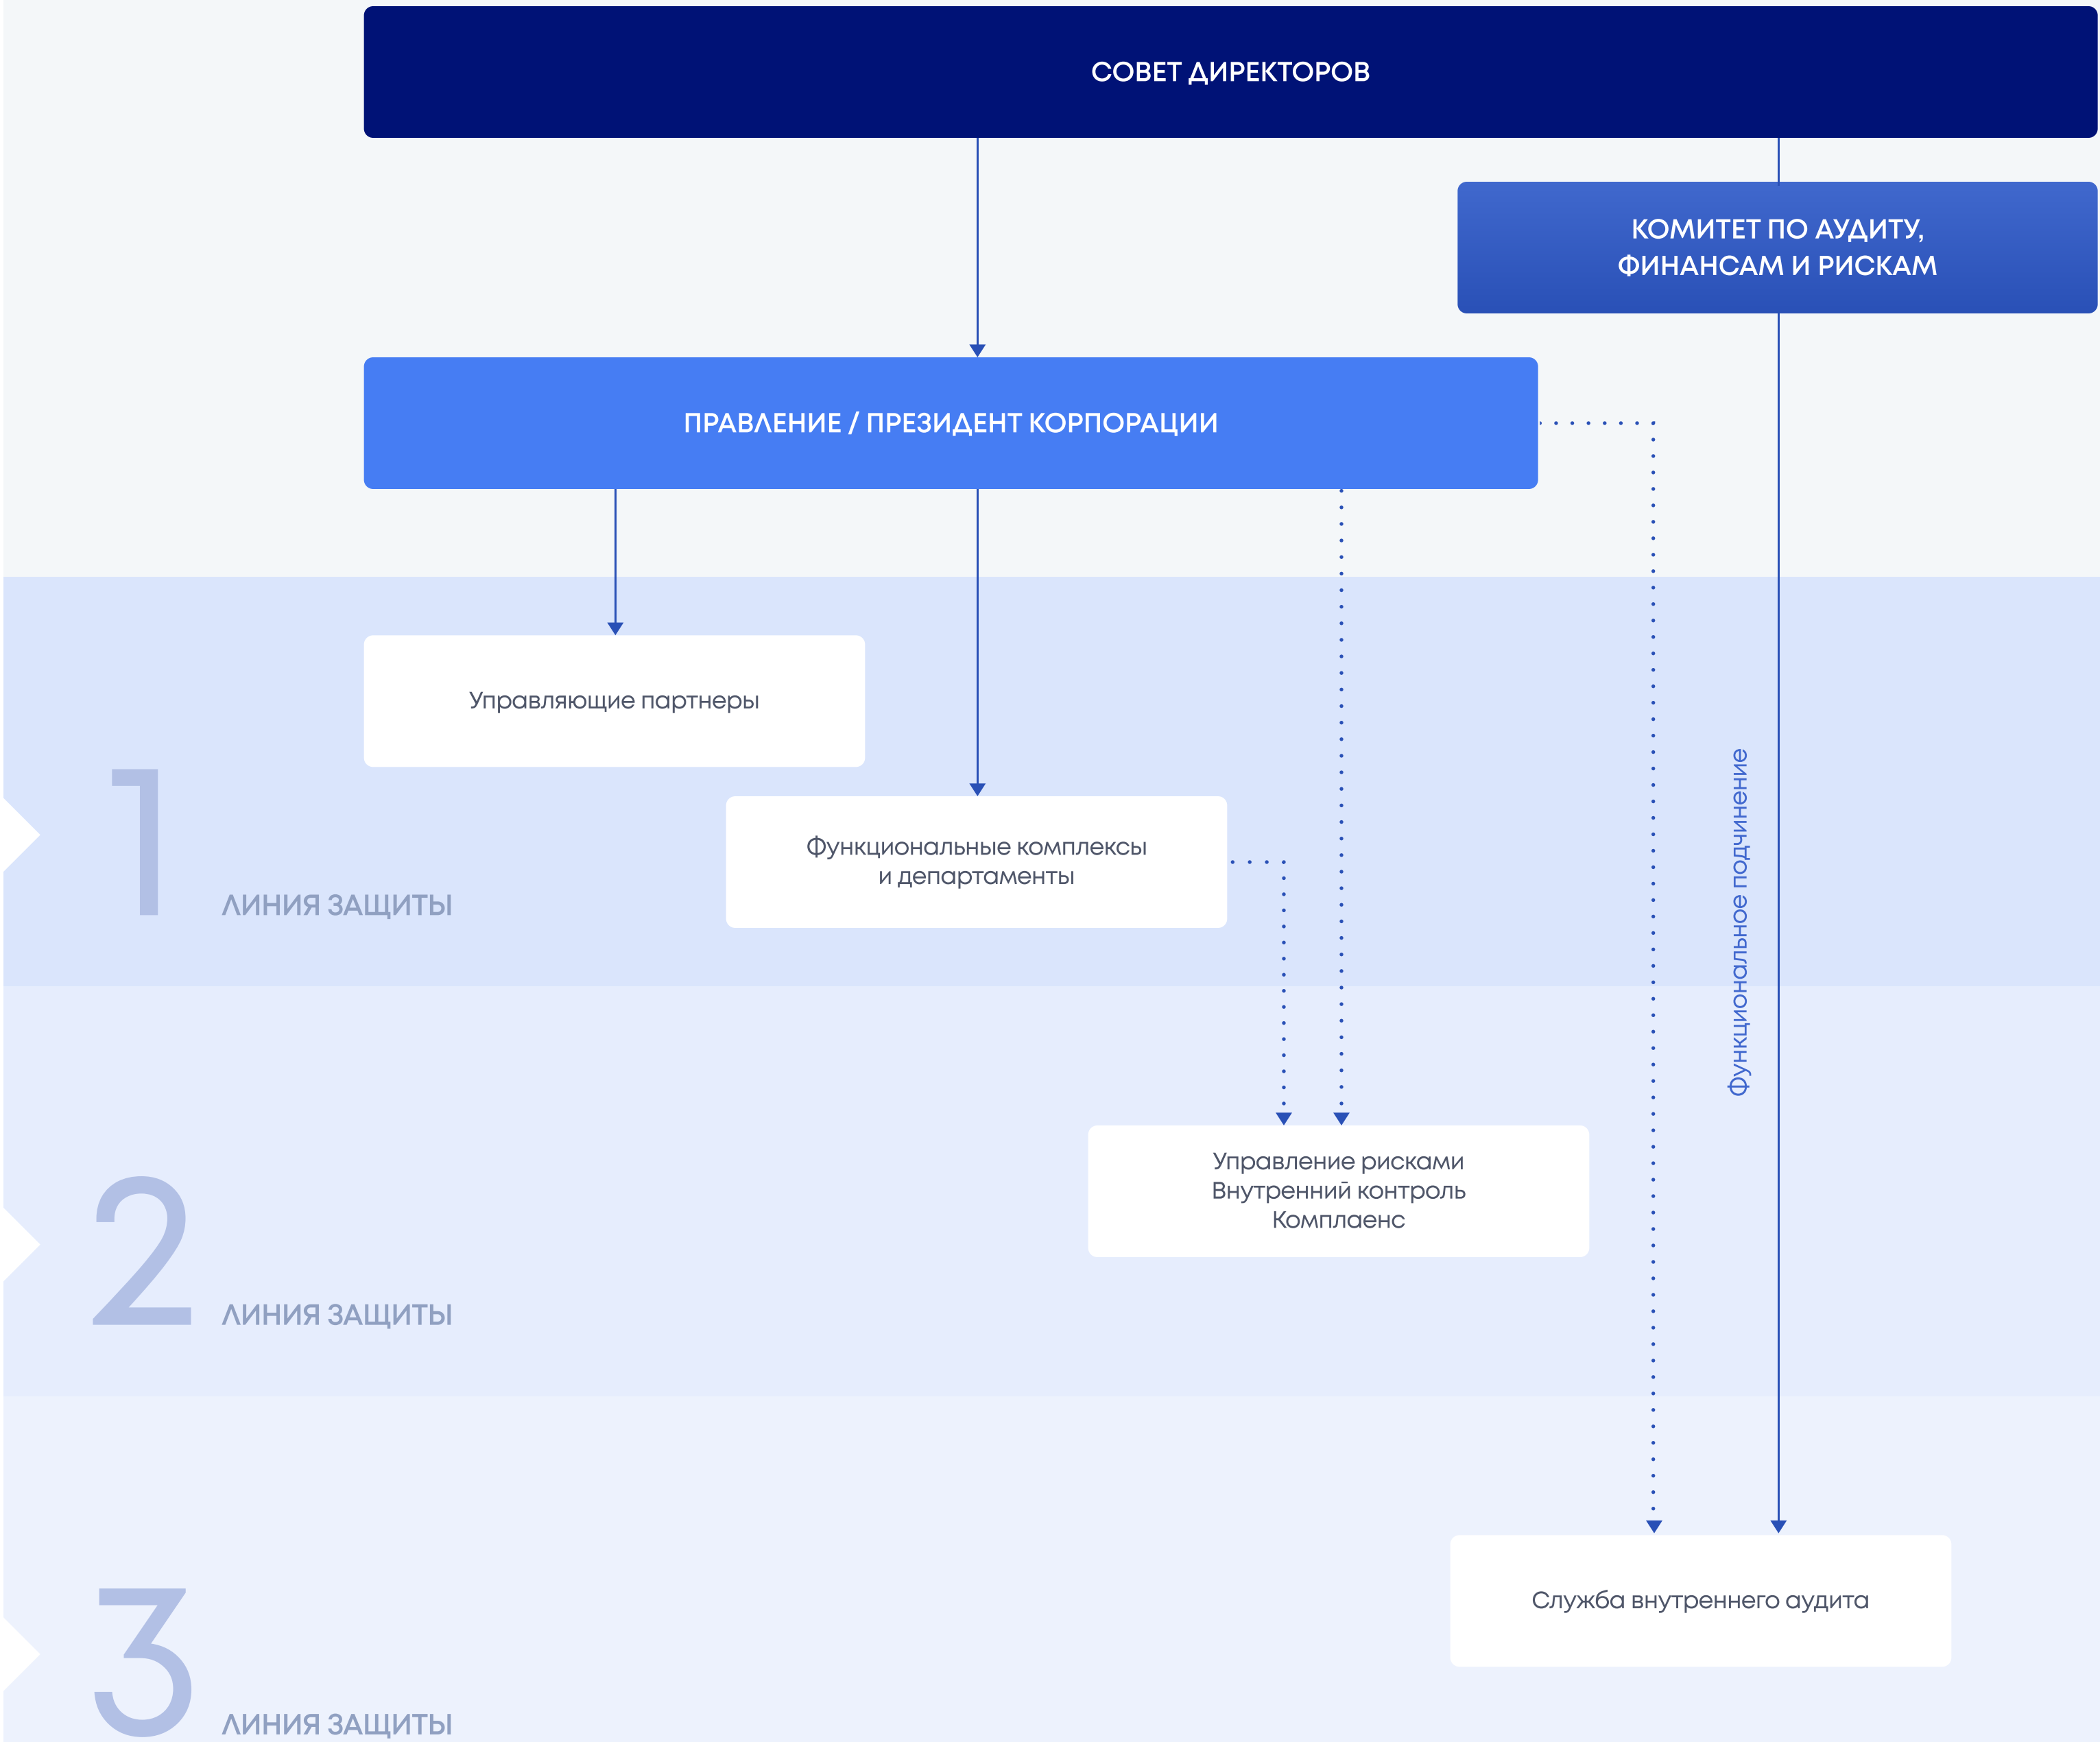 СОВЕТ ДИРЕКТОРОВ
КОМИТЕТ ПО АУДИТУ,
ФИНАНСАМ И РИСКАМ
ПРАВЛЕНИЕ / ПРЕЗИДЕНТ КОРПОРАЦИИ
Управляющие партнеры
Функциональные комплексы
и департаменты
1
ЛИНИЯ ЗАЩИТЫ
Функциональное подчинение
Управление рисками
Внутренний контроль
Комплаенс
2
ЛИНИЯ ЗАЩИТЫ
Служба внутреннего аудита
3
ЛИНИЯ ЗАЩИТЫ